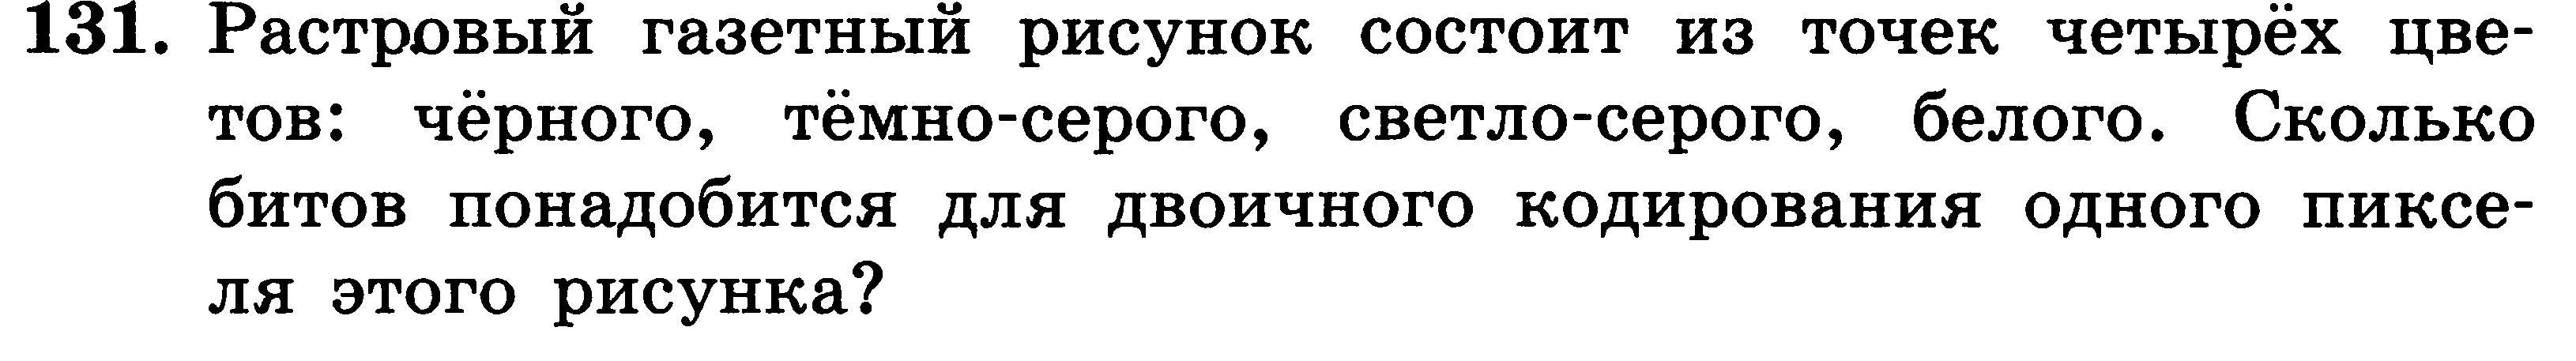 131. Растровый газетный рисунок состоит из точек четырёх цве-
тов: чёрного, тёмно-серого, светло-серого, белого. Сколько
битов понадобится для двоичного кодирования одного пиксе-
ля этого рисунка?